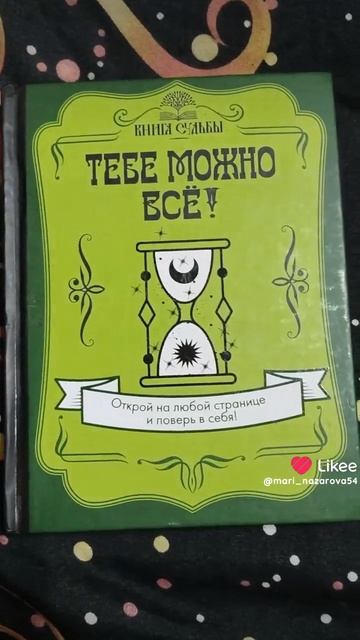 КНИГА СУДЬБЫ
ТЕБЕ МОЖНО
ВСЁ!
Открой на любой странице
и поверь в себя!
Likee
@mari_nazarova54